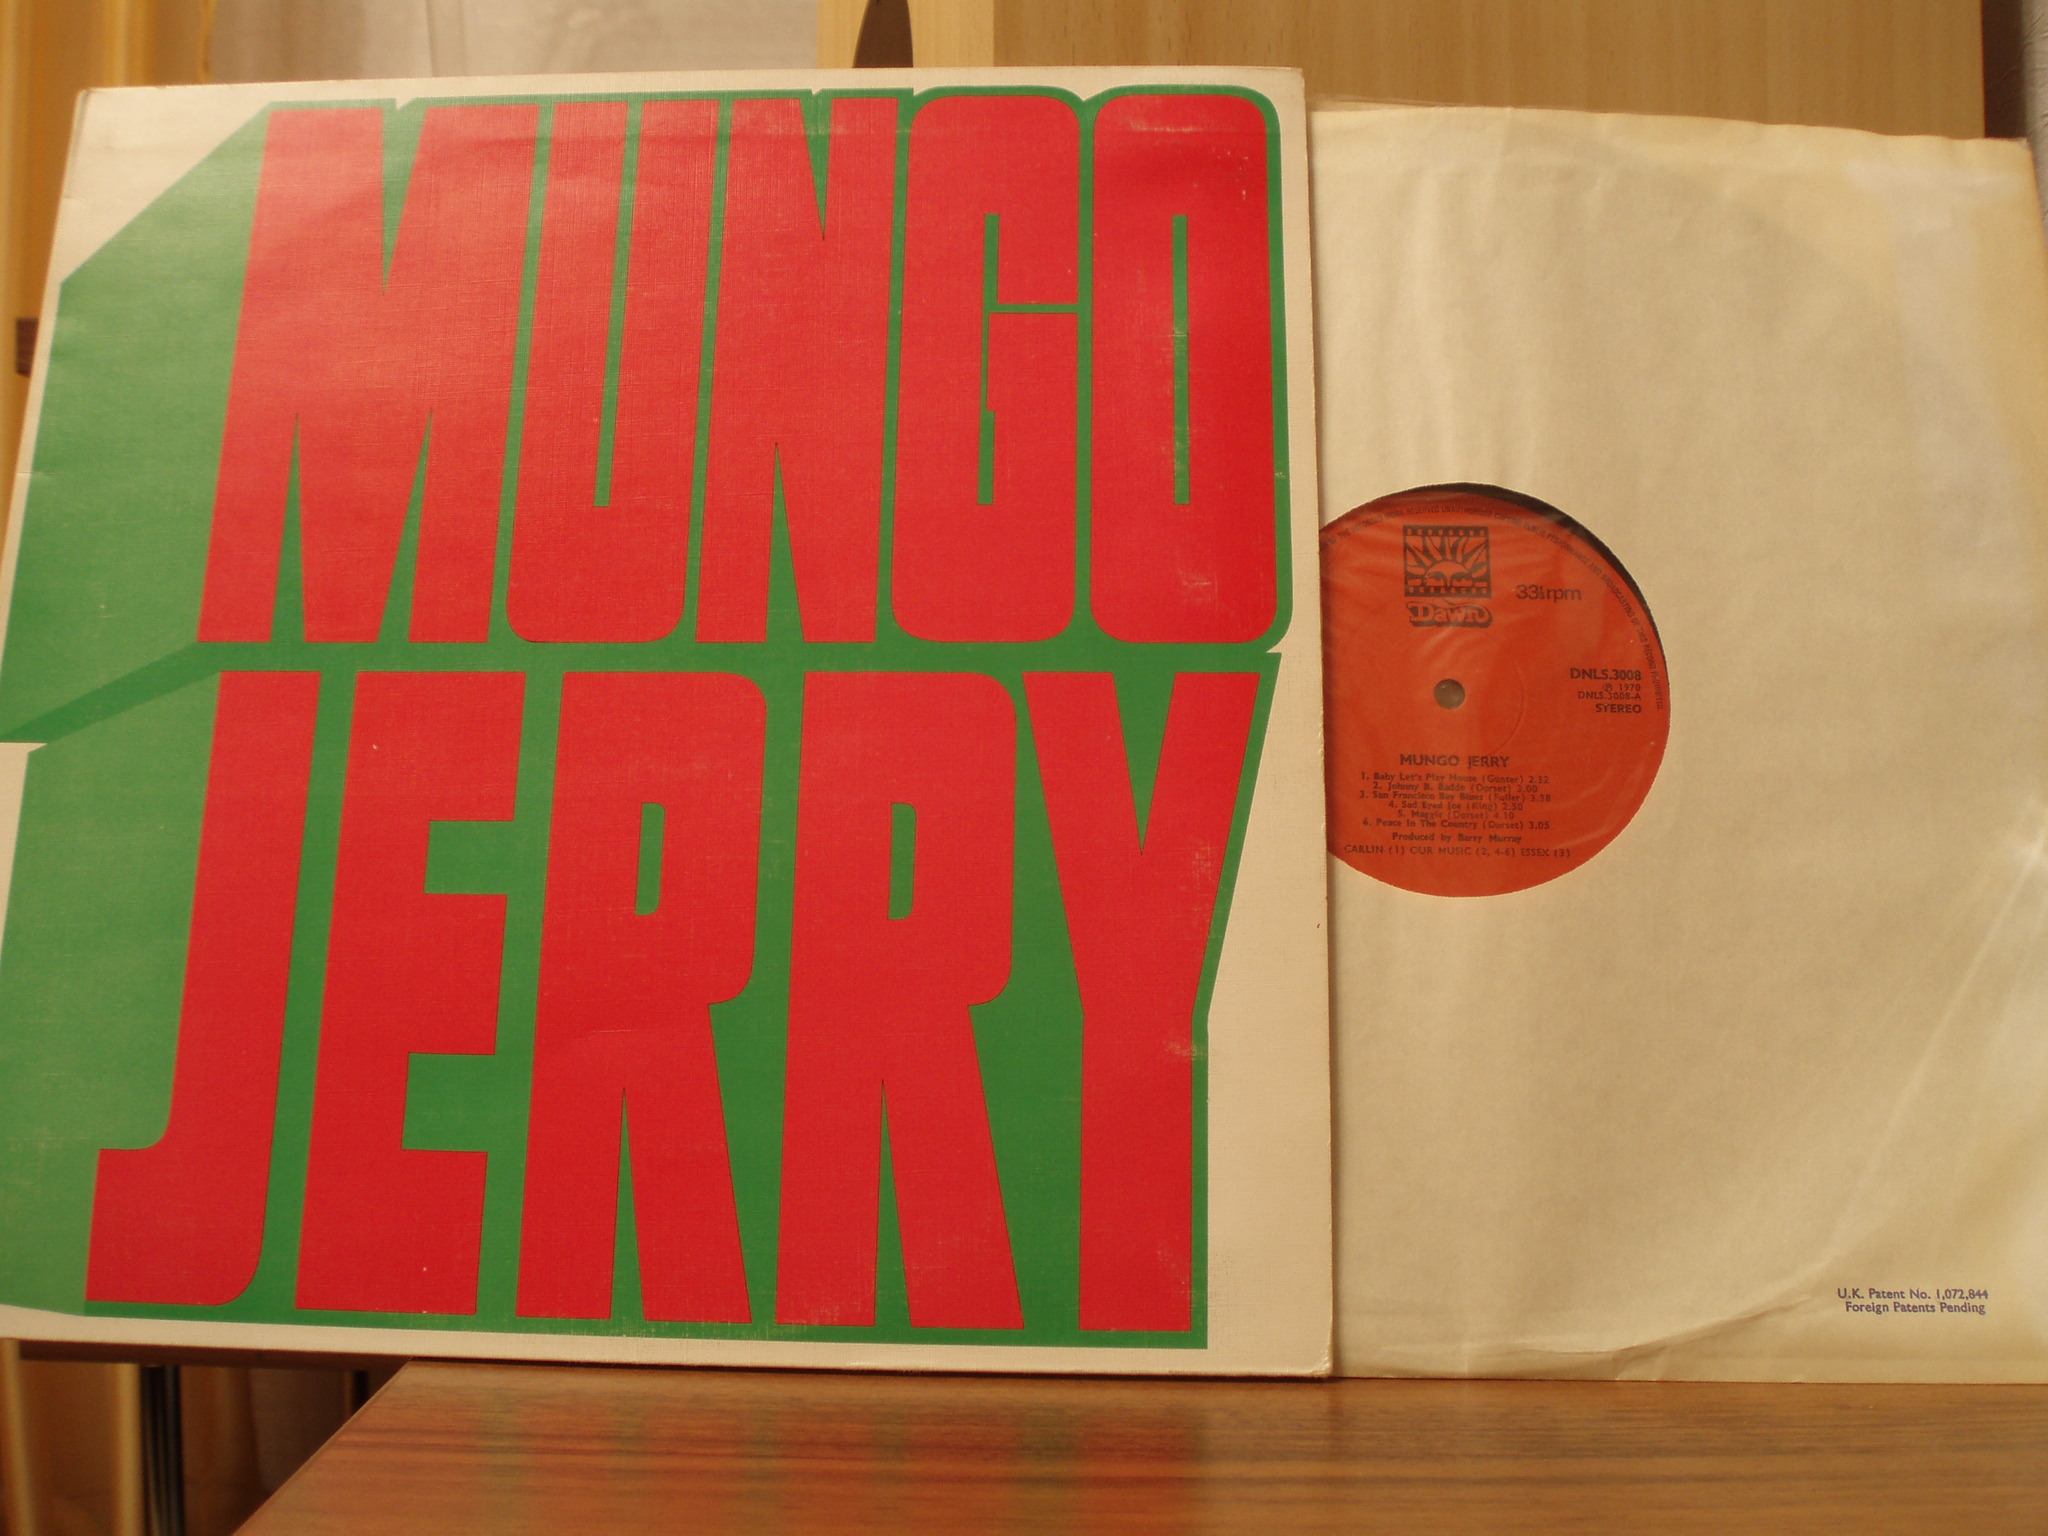 MUNGO
JERRY
Dawn
33⅓rpm
DNLS.3008
℗ 1970
DNLS.3008-A
STEREO
MUNGO JERRY
1. Baby Let's Play House (Gunter) 2.32
2. Johnny B. Badde (Dorset) 3.00
3. San Francisco Bay Blues (Fuller) 3.38
4. Sad Eyed Joe (King) 2.50
5. Maggie (Dorset) 4.10
6. Peace In The Country (Dorset) 3.05
Produced by Barry Murray
CARLIN (1) OUR MUSIC (2, 4-6) ESSEX (3)
U.K. Patent No. 1,072,844
Foreign Patents Pending